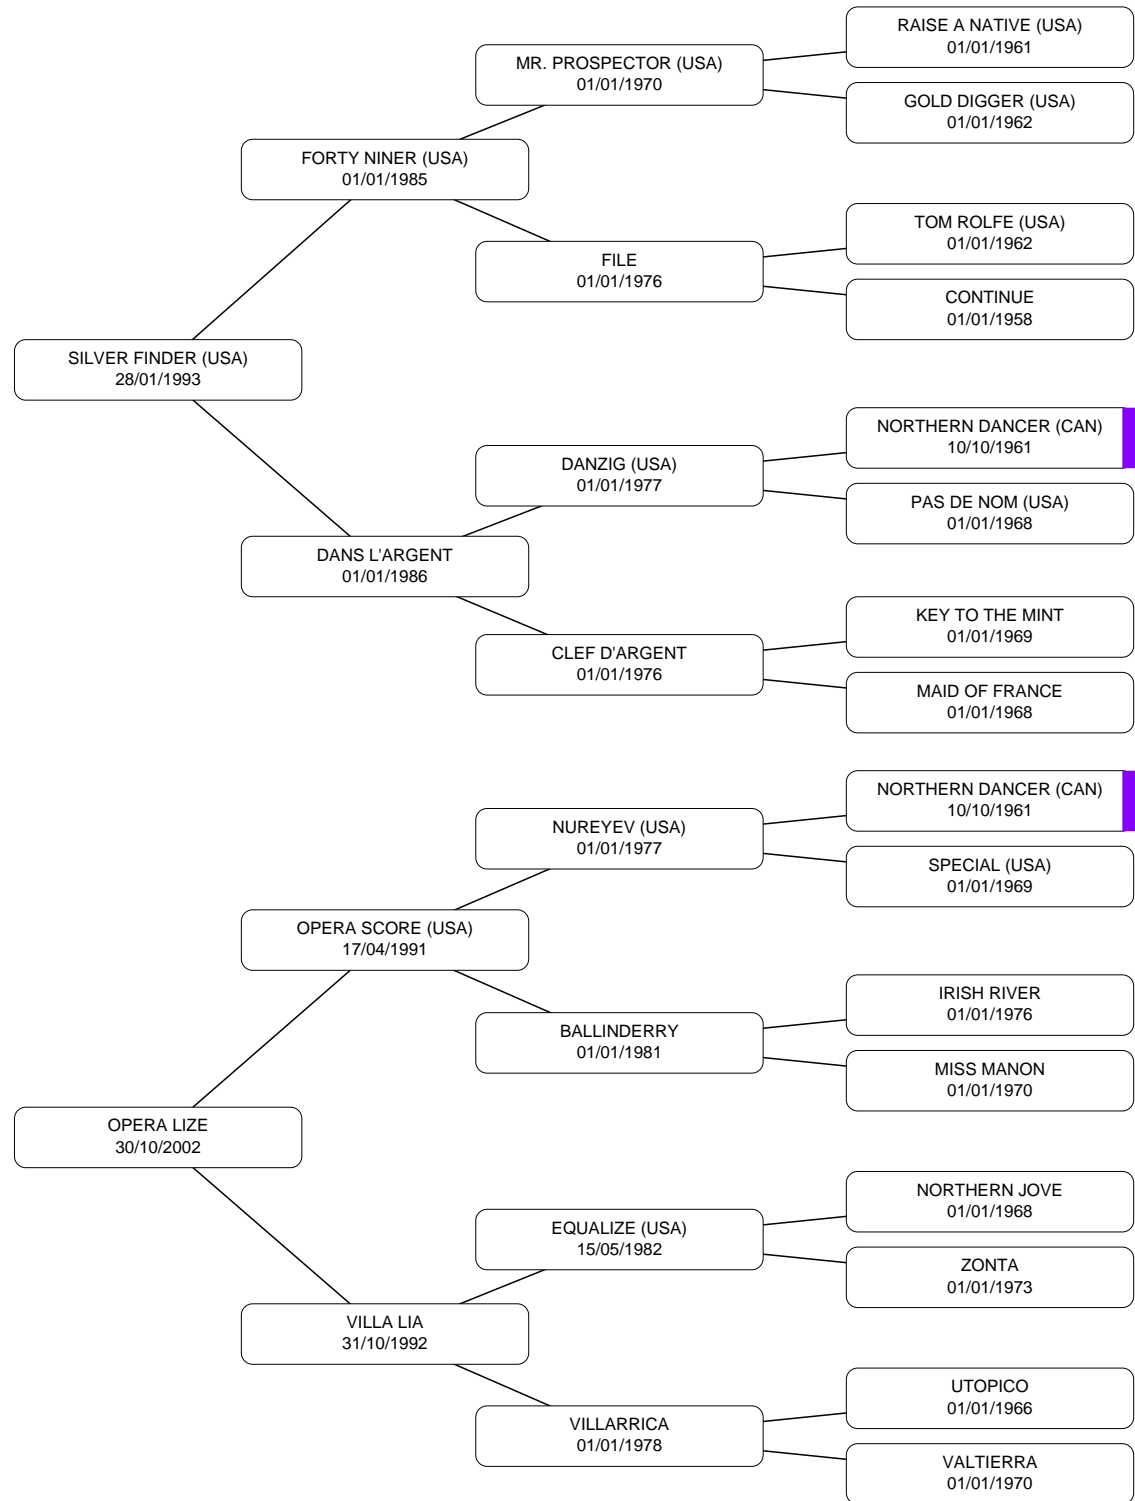 RAISE A NATIVE (USA)
01/01/1961
MR. PROSPECTOR (USA)
01/01/1970
GOLD DIGGER (USA)
01/01/1962
FORTY NINER (USA)
01/01/1985
TOM ROLFE (USA)
01/01/1962
FILE
01/01/1976
CONTINUE
01/01/1958
SILVER FINDER (USA)
28/01/1993
NORTHERN DANCER (CAN)
10/10/1961
DANZIG (USA)
01/01/1977
PAS DE NOM (USA)
01/01/1968
DANS L'ARGENT
01/01/1986
KEY TO THE MINT
01/01/1969
CLEF D'ARGENT
01/01/1976
MAID OF FRANCE
01/01/1968
NORTHERN DANCER (CAN)
10/10/1961
NUREYEV (USA)
01/01/1977
SPECIAL (USA)
01/01/1969
OPERA SCORE (USA)
17/04/1991
IRISH RIVER
01/01/1976
BALLINDERRY
01/01/1981
MISS MANON
01/01/1970
OPERA LIZE
30/10/2002
NORTHERN JOVE
01/01/1968
EQUALIZE (USA)
15/05/1982
ZONTA
01/01/1973
VILLA LIA
31/10/1992
UTOPICO
01/01/1966
VILLARRICA
01/01/1978
VALTIERRA
01/01/1970